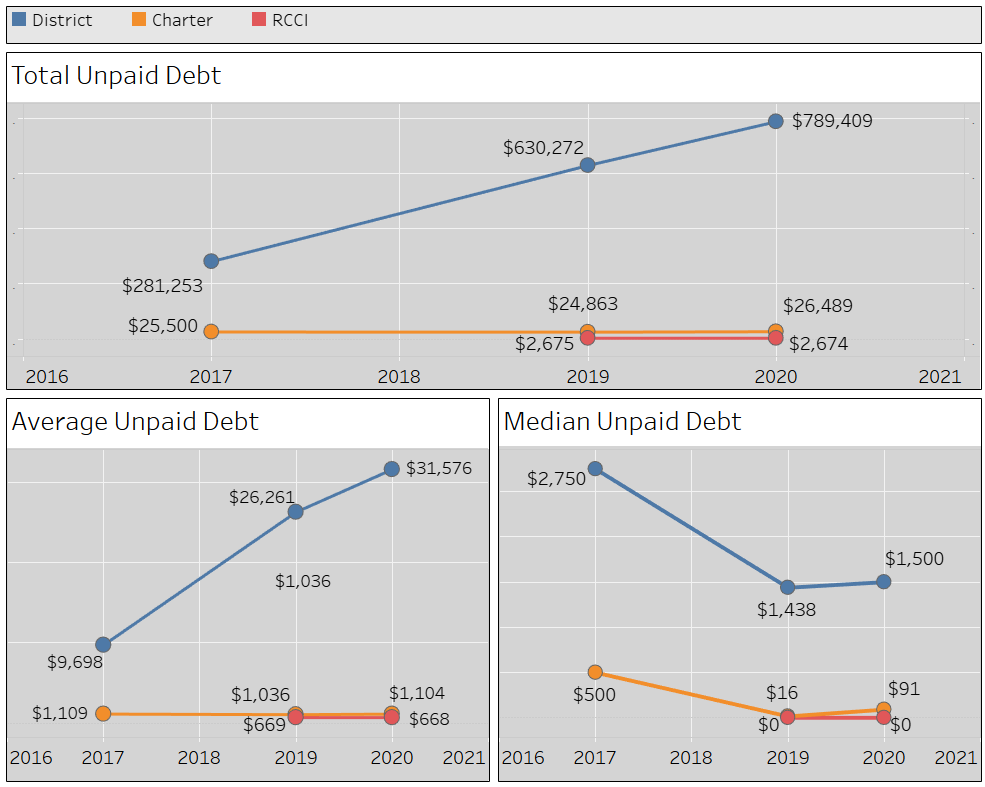 District Charter RCCI
Total Unpaid Debt
$789,409
$630,272
$281,253
$24,863 $26,489
$25,500
$2,675 $2,674
2016 2017 2018 2019 2020 2021
Average Unpaid Debt
$31,576
$26,261
$1,036
$9,698
$1,036 $1,104
$1,109
$669 $668
2016 2017 2018 2019 2020 2021
Median Unpaid Debt
$2,750
$1,500
$1,438
$500 $16 $91
$0 $0
2016 2017 2018 2019 2020 2021